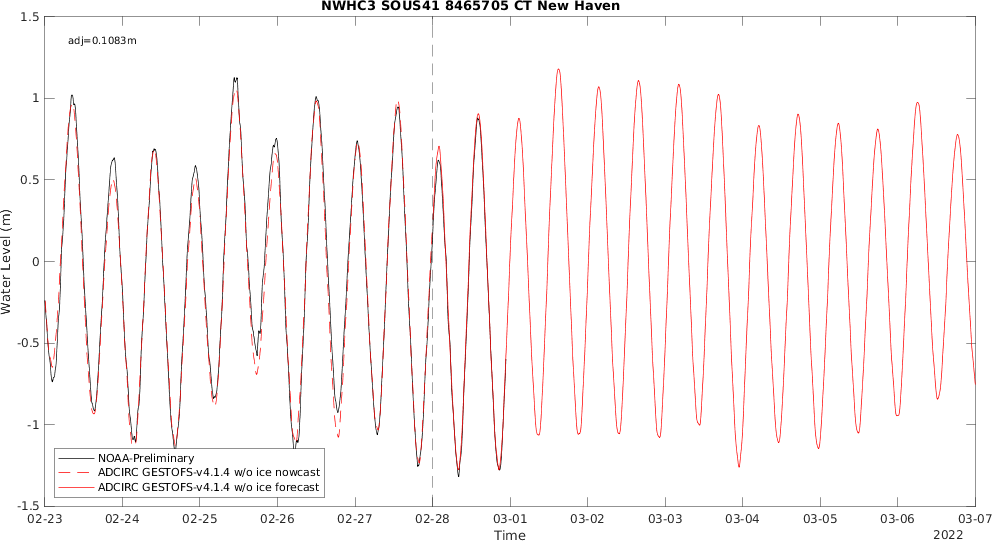 NWHC3 SOUS41 8465705 CT New Haven
adj=0.1083m
1.5
1
0.5
0
-0.5
-1
-1.5
Water Level (m)
NOAA-Preliminary
ADCIRC GESTOFS-v4.1.4 w/o ice nowcast
ADCIRC GESTOFS-v4.1.4 w/o ice forecast
02-23 02-24 02-25 02-26 02-27 02-28 03-01 03-02 03-03 03-04 03-05 03-06 03-07
Time
2022